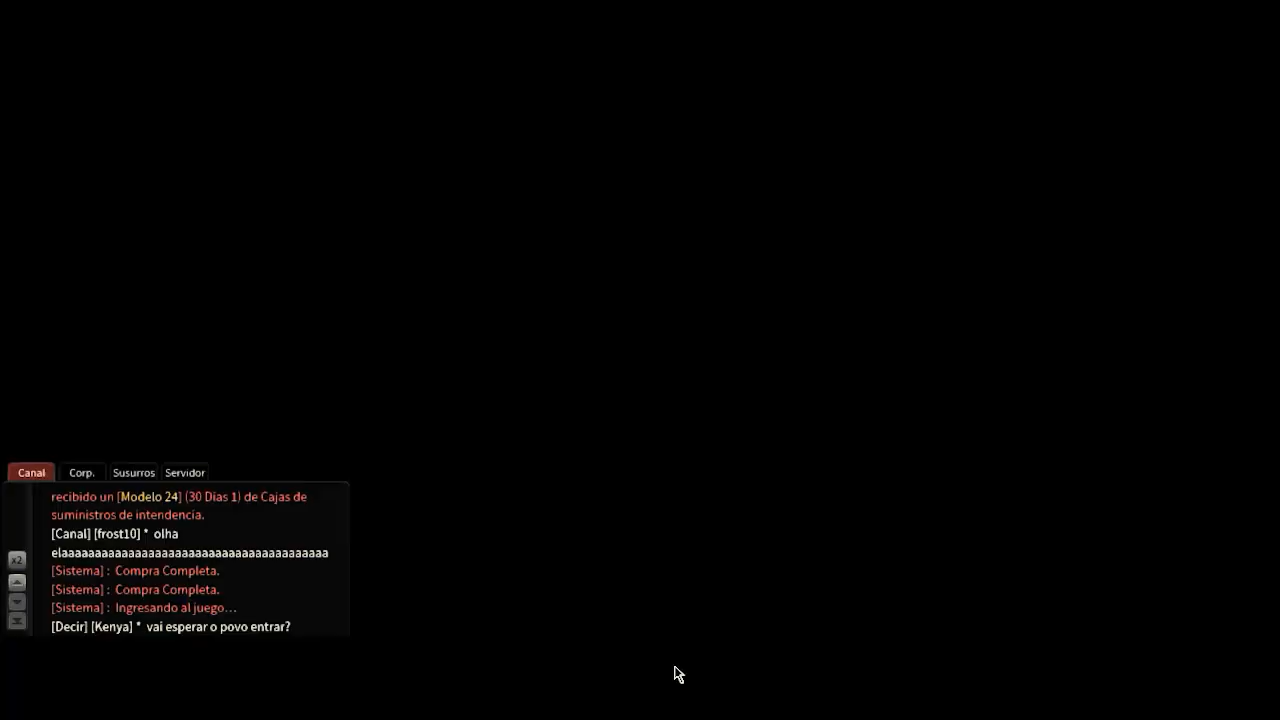 Canal Corp. Susurros Servidor
recibido un [Modelo 24] (30 Dias 1) de Cajas de
suministros de intendencia.
[Canal] [frost10] * olha
elaaaaaaaaaaaaaaaaaaaaaaaaaaaaaaaaaaaaaaaa
x2
[Sistema] : Compra Completa.
[Sistema] : Compra Completa.
[Sistema] : Ingresando al juego...
[Decir] [Kenya] * vai esperar o povo entrar?